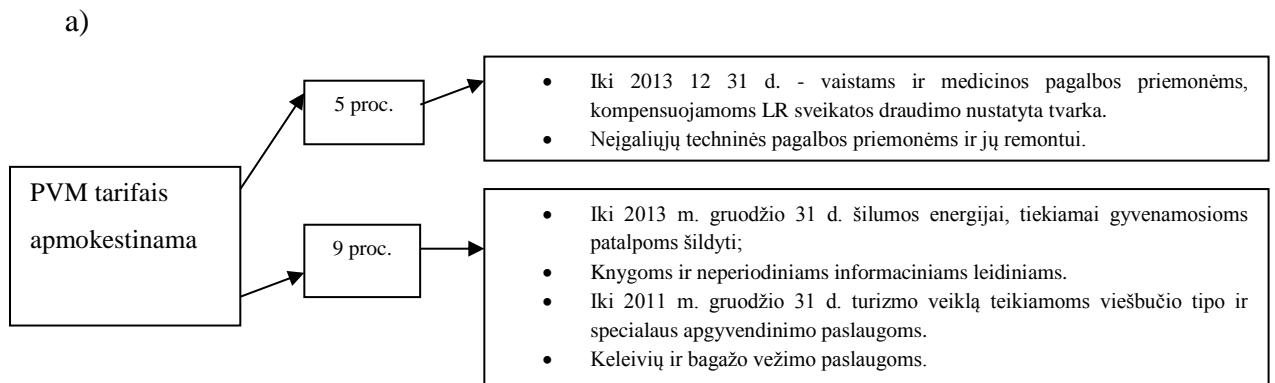 a)
PVM tarifais
apmokestinama
5 proc.
• Iki 2013 12 31 d. - vaistams ir medicinos pagalbos priemonėms,
kompensuojamoms LR sveikatos draudimo nustatyta tvarka.
• Neįgaliųjų techninės pagalbos priemonėms ir jų remontui.
9 proc.
• Iki 2013 m. gruodžio 31 d. šilumos energijai, tiekiamai gyvenamosioms
patalpoms šildyti;
• Knygoms ir neperiodiniams informaciniams leidiniams.
• Iki 2011 m. gruodžio 31 d. turizmo veiklą teikiamoms viešbučio tipo ir
specialaus apgyvendinimo paslaugoms.
• Keleivių ir bagažo vežimo paslaugoms.